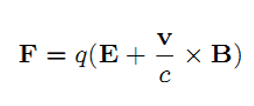 F = q(E + v/c × B)